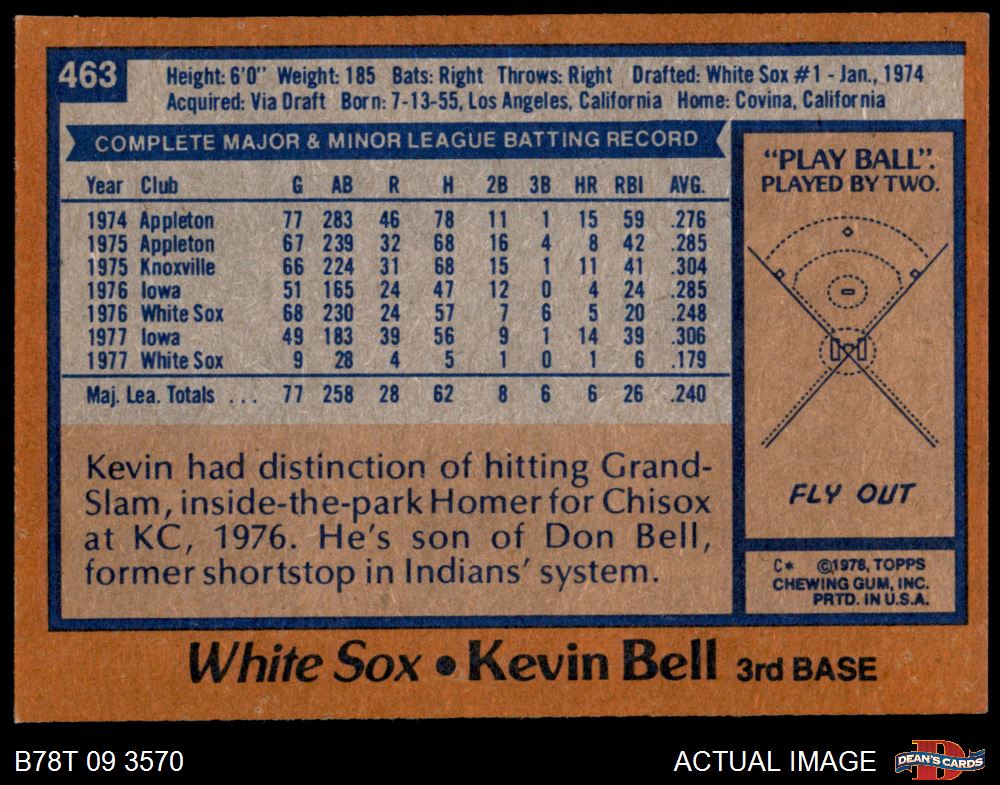 463
Height: 6'0" Weight: 185 Bats: Right Throws: Right Drafted: White Sox #1 - Jan., 1974
Acquired: Via Draft Born: 7-13-55, Los Angeles, California Home: Covina, California
COMPLETE MAJOR & MINOR LEAGUE BATTING RECORD
Year Club G AB R H 2B 3B HR RBI AVG.
1974 Appleton 77 283 46 78 11 1 15 59 .276
1975 Appleton 67 239 32 68 16 4 8 42 .285
1975 Knoxville 66 224 31 68 15 1 11 41 .304
1976 Iowa 51 165 24 47 12 0 4 24 .285
1976 White Sox 68 230 24 57 7 6 5 20 .248
1977 Iowa 49 183 39 56 9 1 14 39 .306
1977 White Sox 9 28 4 5 1 0 1 6 .179
Maj. Lea. Totals ... 77 258 28 62 8 6 6 26 .240
Kevin had distinction of hitting Grand-
Slam, inside-the-park Homer for Chisox
at KC, 1976. He's son of Don Bell,
former shortstop in Indians' system.
"PLAY BALL".
PLAYED BY TWO.
FLY OUT
C* ©1978, TOPPS
CHEWING GUM, INC.
PRTD. IN U.S.A.
White Sox • Kevin Bell 3rd BASE
B78T 09 3570
ACTUAL IMAGE
D
DEAN'S CARDS